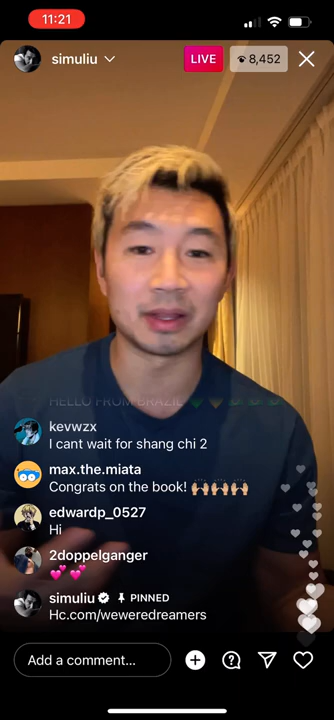 11:21
simuliu
LIVE
8,452
HELLO FROM BRAZIL
kevwzx
I cant wait for shang chi 2
max.the.miata
Congrats on the book! 🙌🏼🙌🏼🙌🏼
edwardp_0527
Hi
2doppelganger
💕 💕
simuliu PINNED
Hc.com/weweredreamers
Add a comment...